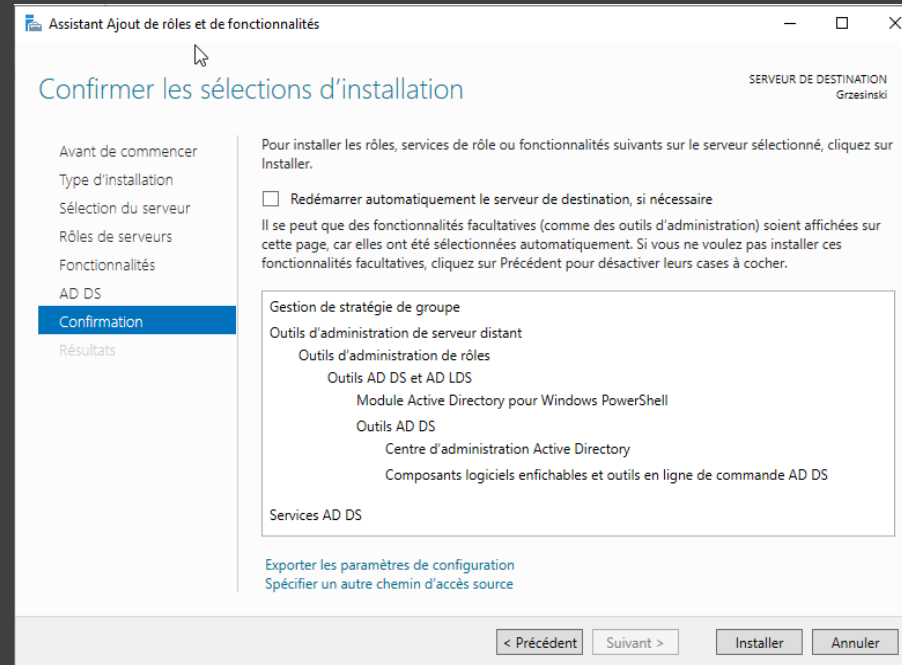 Assistant Ajout de rôles et de fonctionnalités
Confirmer les sélections d'installation
SERVEUR DE DESTINATION
Grzesinski
Avant de commencer
Type d'installation
Sélection du serveur
Rôles de serveurs
Fonctionnalités
AD DS
Confirmation
Résultats
Pour installer les rôles, services de rôle ou fonctionnalités suivants sur le serveur sélectionné, cliquez sur
Installer.
Redémarrer automatiquement le serveur de destination, si nécessaire
Il se peut que des fonctionnalités facultatives (comme des outils d'administration) soient affichées sur
cette page, car elles ont été sélectionnées automatiquement. Si vous ne voulez pas installer ces
fonctionnalités facultatives, cliquez sur Précédent pour désactiver leurs cases à cocher.
Gestion de stratégie de groupe
Outils d'administration de serveur distant
Outils d'administration de rôles
Outils AD DS et AD LDS
Module Active Directory pour Windows PowerShell
Outils AD DS
Centre d'administration Active Directory
Composants logiciels enfichables et outils en ligne de commande AD DS
Services AD DS
Exporter les paramètres de configuration
Spécifier un autre chemin d'accès source
< Précédent
Suivant >
Installer
Annuler